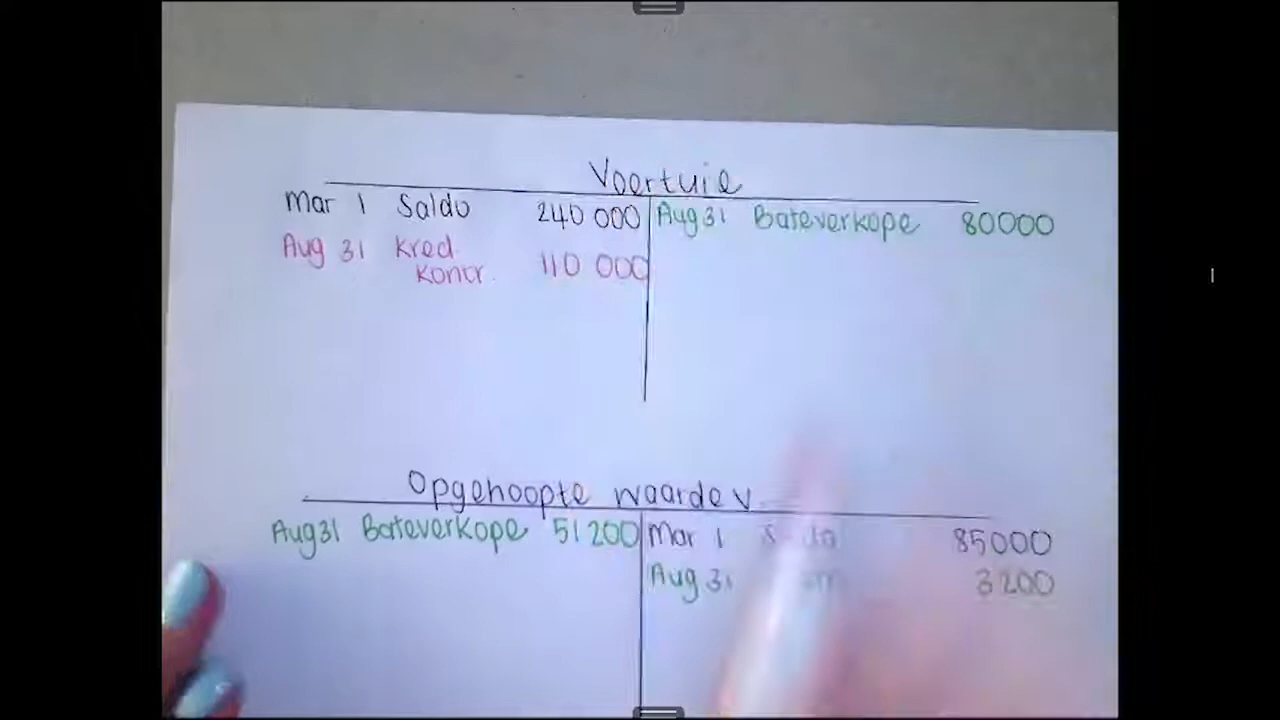 Voertuie
Mar 1 Saldo 240 000 Aug 31 Bateverkope 80000
Aug 31 Kred. 110 000
Kontr.
Opgehoopte waarde v.
Aug 31 Bateverkope 51 200 Mar 1 85000
Aug 31 3200